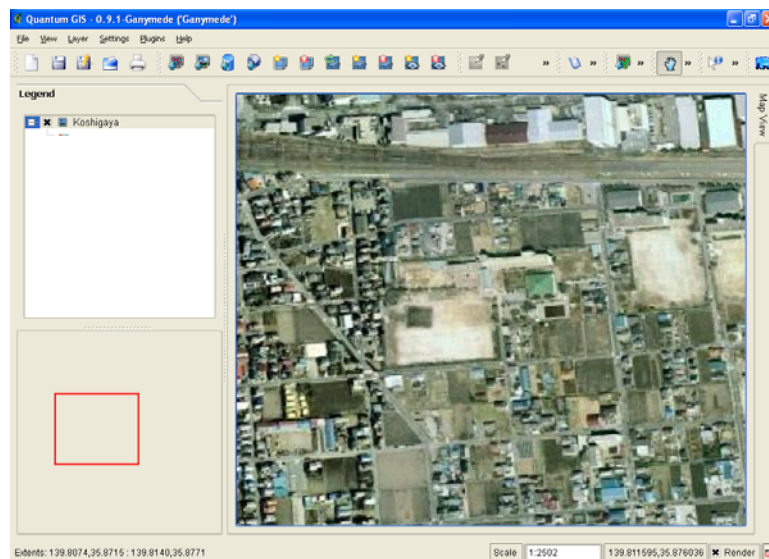 Quantum GIS - 0.9.1-Ganymede ('Ganymede')
File View Layer Settings Plugins Help
» » » » »
Legend
Koshigaya
Map View
Extents: 139.8074,35.8715 : 139.8140,35.8771
Scale 1:2502 139.811595,35.876036 Render